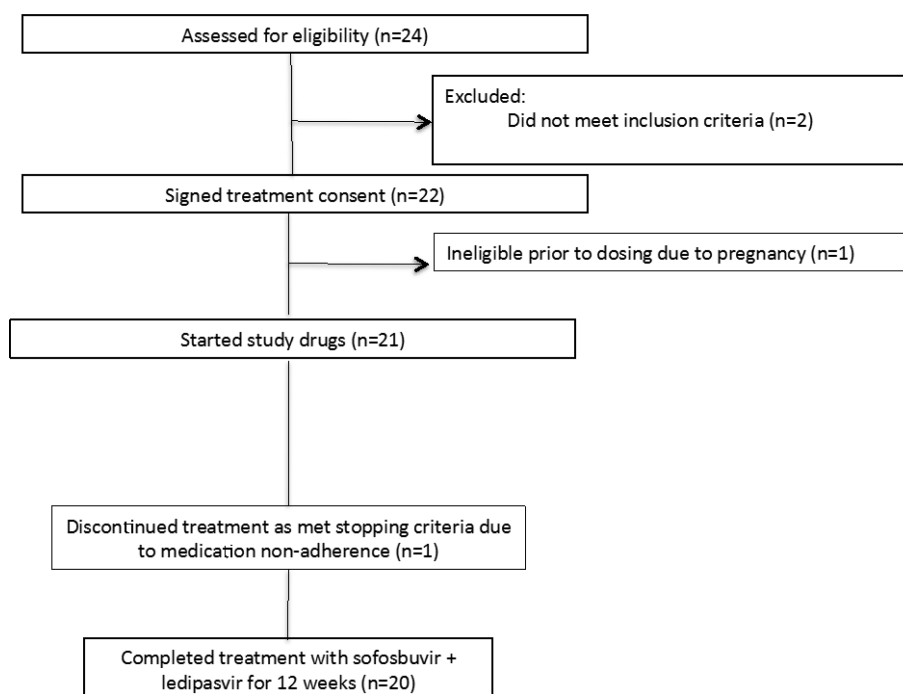 Assessed for eligibility (n=24)
Excluded:
Did not meet inclusion criteria (n=2)
Signed treatment consent (n=22)
Ineligible prior to dosing due to pregnancy (n=1)
Started study drugs (n=21)
Discontinued treatment as met stopping criteria due
to medication non-adherence (n=1)
Completed treatment with sofosbuvir +
ledipasvir for 12 weeks (n=20)